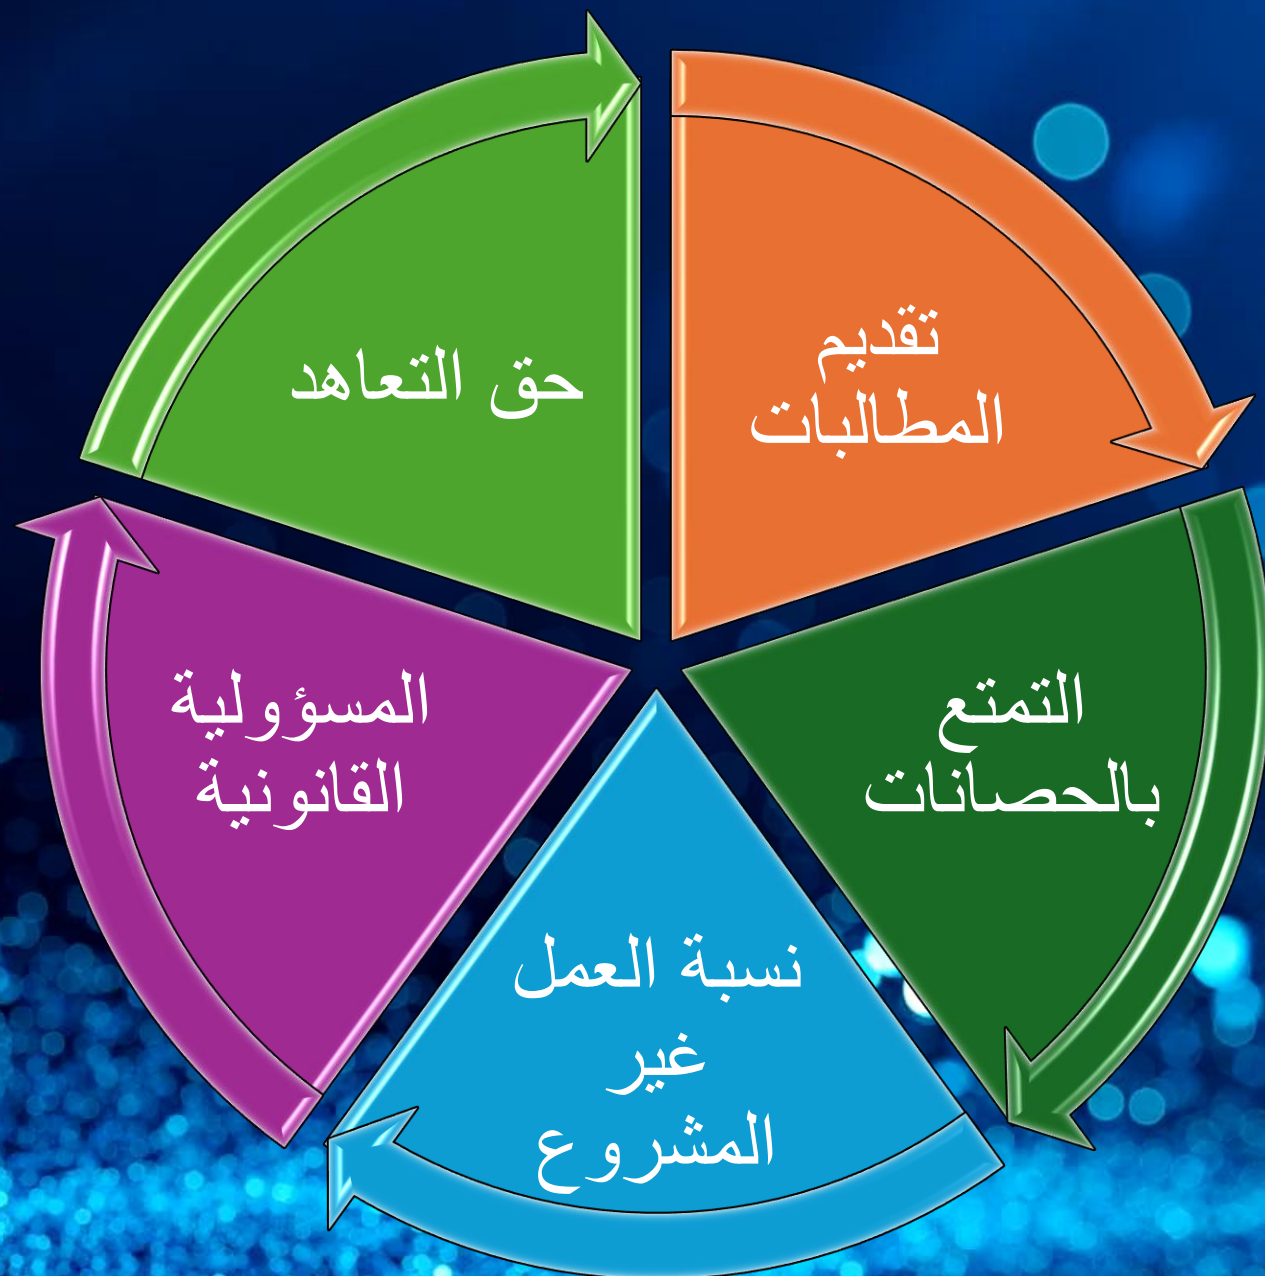 تقديم
المطالبات
التمتع
بالحصانات
نسبة العمل
غير
المشروع
المسؤولية
القانونية
حق التعاهد